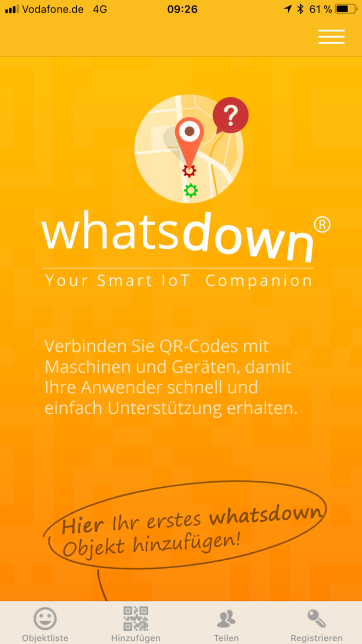 Vodafone.de 4G 09:26 61 %
?
whatsdown®
Your Smart IoT Companion
Verbinden Sie QR-Codes mit
Maschinen und Geräten, damit
Ihre Anwender schnell und
einfach Unterstützung erhalten.
Hier Ihr erstes whatsdown
Objekt hinzufügen!
Objektliste Hinzufügen Teilen Registrieren